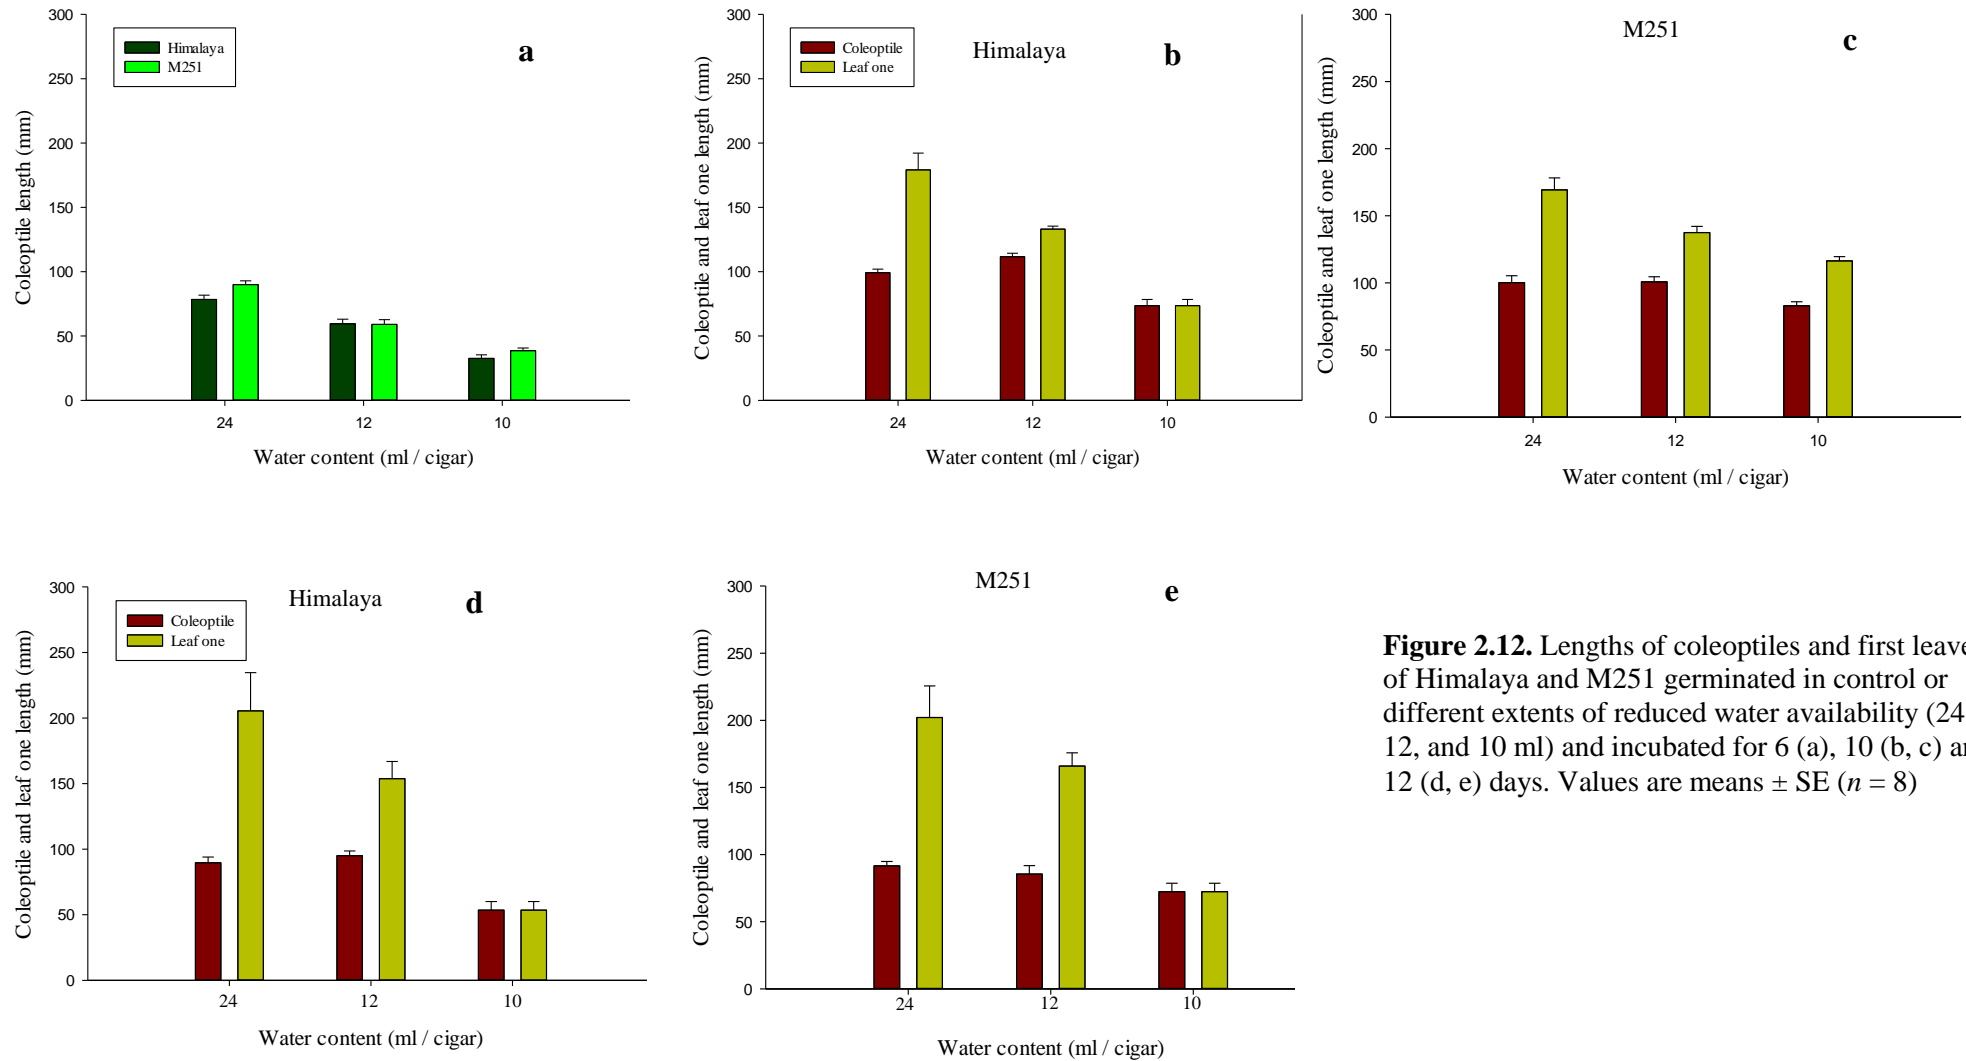 300
250
200
150
100
50
0
Coleoptile length (mm)
Himalaya
M251
a
24 12 10
Water content (ml / cigar)
300
250
200
150
100
50
0
Coleoptile and leaf one length (mm)
Coleoptile
Leaf one
Himalaya
b
24 12 10
Water content (ml / cigar)
300
250
200
150
100
50
0
Coleoptile and leaf one length (mm)
M251
c
24 12 10
Water content (ml / cigar)
300
250
200
150
100
50
0
Coleoptile and leaf one length (mm)
Coleoptile
Leaf one
Himalaya
d
24 12 10
Water content (ml / cigar)
300
250
200
150
100
50
0
Coleoptile and leaf one length (mm)
M251
e
24 12 10
Water content (ml / cigar)
Figure 2.12. Lengths of coleoptiles and first leave
of Himalaya and M251 germinated in control or
different extents of reduced water availability (24
12, and 10 ml) and incubated for 6 (a), 10 (b, c) a
12 (d, e) days. Values are means ± SE (n = 8)